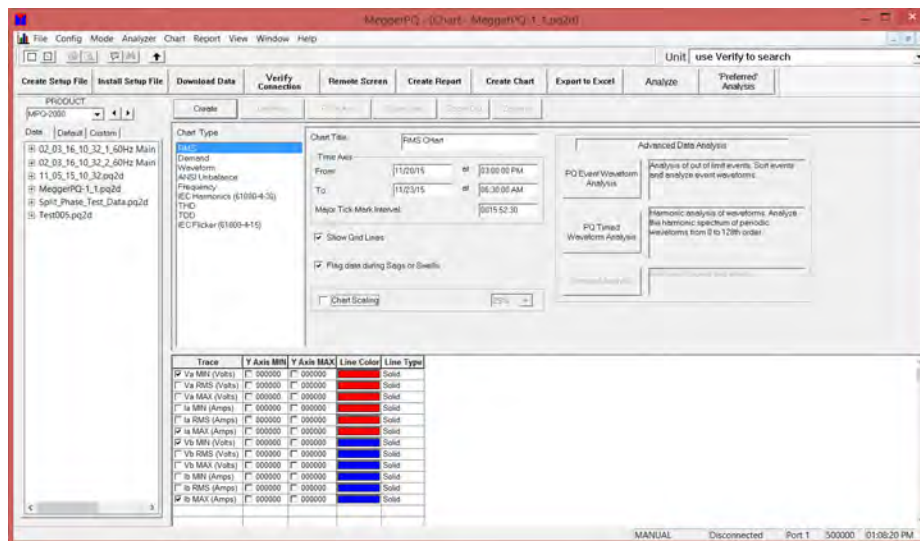 MeggerPQ - [Chart - MeggerPQ-1_1.pq2d]
File Config Mode Analyzer Chart Report View Window Help
Unit use Verify to search
Create Setup File Install Setup File Download Data Verify Connection Remote Screen Create Report Create Chart Export to Excel Analyze 'Preferred' Analysis
PRODUCT
MPQ-2000
Create
Data Default Custom
02_03_16_10_32_1_60Hz Main
02_03_16_10_32_2_60Hz Main
11_05_15_10_32.pq2d
MeggerPQ-1_1.pq2d
Split_Phase_Test_Data.pq2d
Test005.pq2d
Chart Type
RMS
Demand
Waveform
ANSI Unbalance
Frequency
IEC Harmonics (61000-4-30)
THD
TDD
IEC Flicker (61000-4-15)
Chart Title: RMS CHart
Time Axis
From 11/20/15 at 03:00:00 PM
To 11/23/15 at 06:30:00 AM
Major Tick Mark Interval 0015:52:30
Show Grid Lines
Flag data during Sags or Swells
Chart Scaling 25%
Advanced Data Analysis
PQ Event Waveform Analysis
Analysis of out of limit events. Sort events
and analyze event waveforms.
PQ Timed Waveform Analysis
Harmonic analysis of waveforms. Analyze
the harmonic spectrum of periodic
waveforms from 0 to 128th order.
Trace Y Axis MIN Y Axis MAX Line Color Line Type
Va MIN (Volts) 000000 000000 Solid
Va RMS (Volts) 000000 000000 Solid
Va MAX (Volts) 000000 000000 Solid
Ia MIN (Amps) 000000 000000 Solid
Ia RMS (Amps) 000000 000000 Solid
Ia MAX (Amps) 000000 000000 Solid
Vb MIN (Volts) 000000 000000 Solid
Vb RMS (Volts) 000000 000000 Solid
Vb MAX (Volts) 000000 000000 Solid
Ib MIN (Amps) 000000 000000 Solid
Ib RMS (Amps) 000000 000000 Solid
Ib MAX (Amps) 000000 000000 Solid
MANUAL Disconnected Port 1 500000 01:08:20 PM